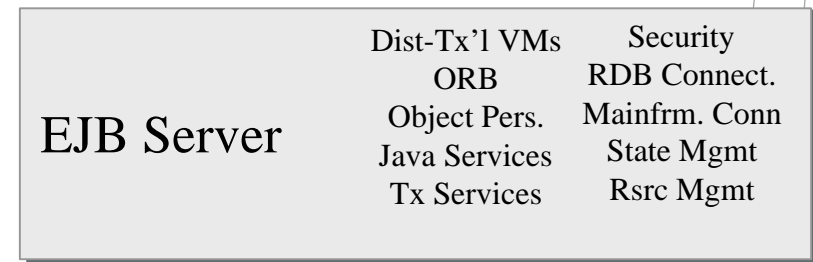 EJB Server
Dist-Tx’l VMs
ORB
Object Pers.
Java Services
Tx Services
Security
RDB Connect.
Mainfrm. Conn
State Mgmt
Rsrc Mgmt